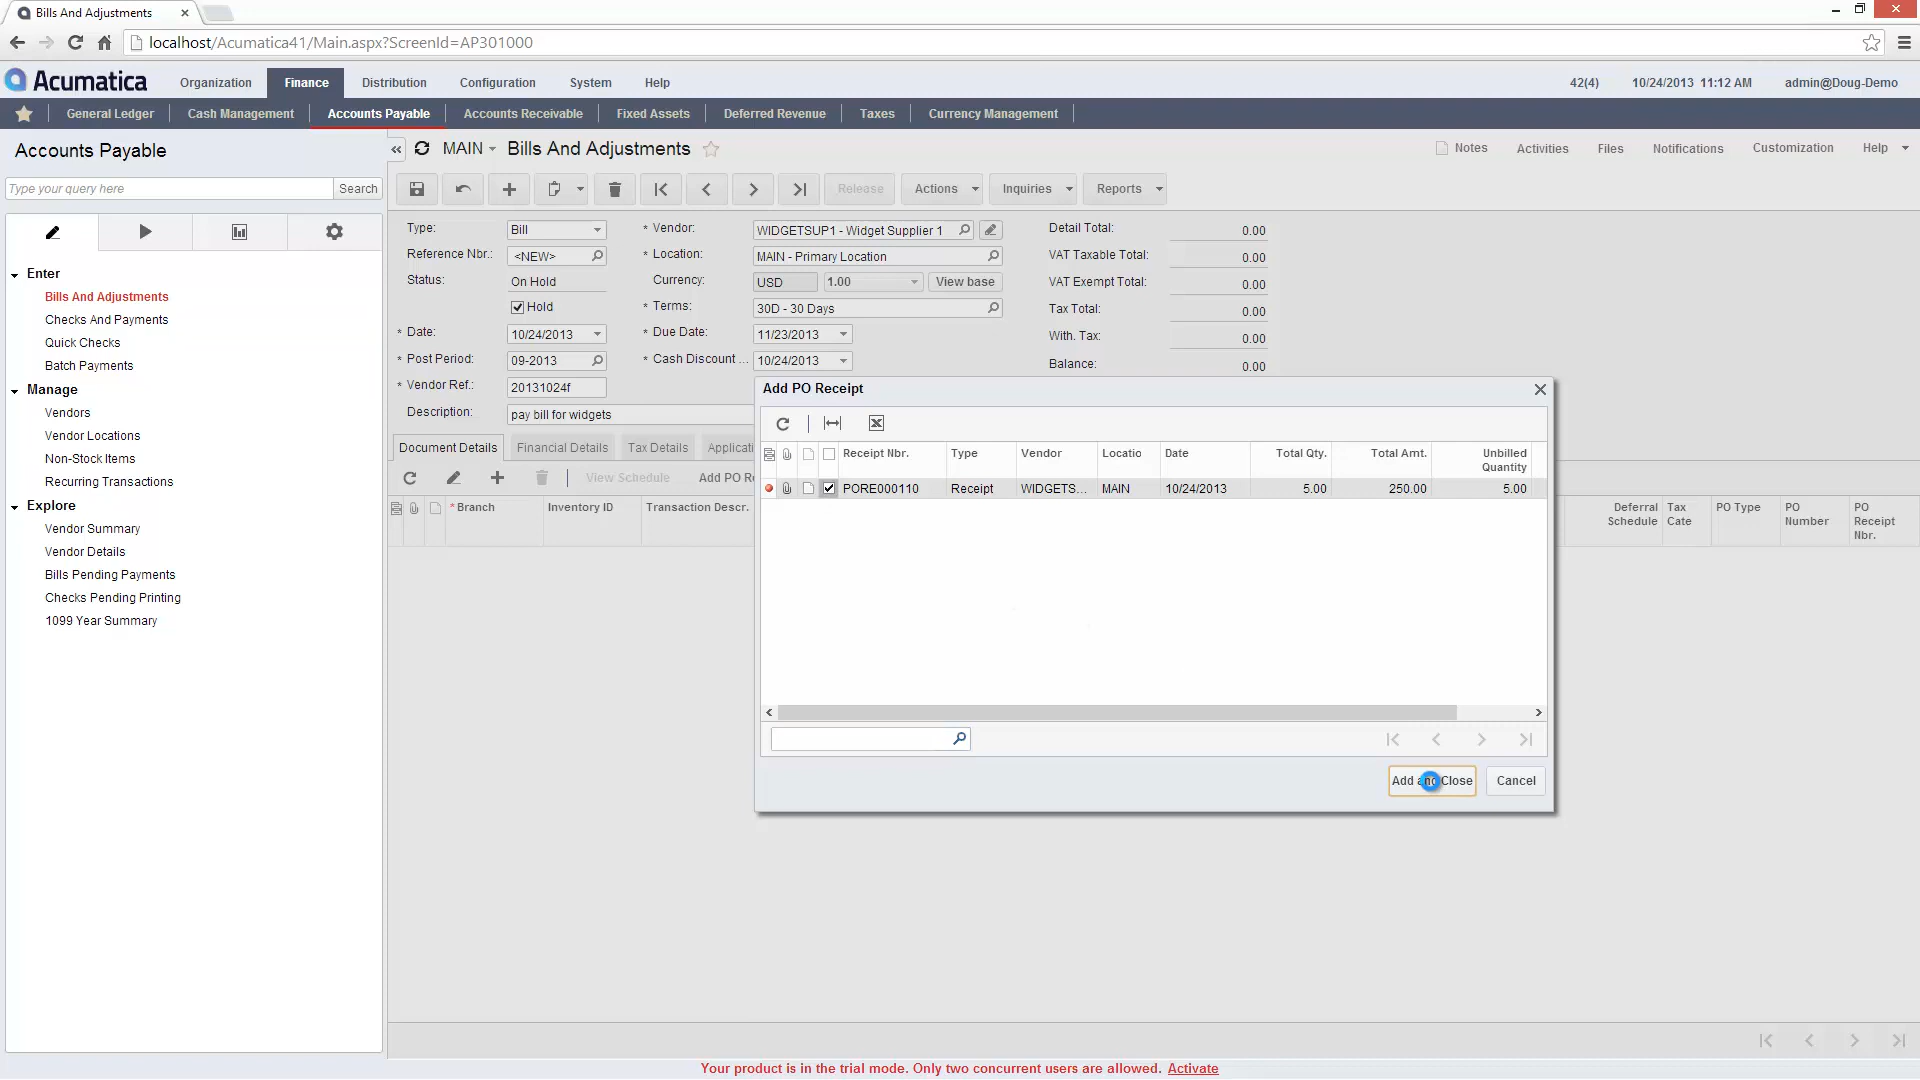 Bills And Adjustments
localhost/Acumatica41/Main.aspx?ScreenId=AP301000
Acumatica Organization Finance Distribution Configuration System Help 42(4) 10/24/2013 11:12 AM admin@Doug-Demo
General Ledger Cash Management Accounts Payable Accounts Receivable Fixed Assets Deferred Revenue Taxes Currency Management
Accounts Payable
MAIN Bills And Adjustments Notes Activities Files Notifications Customization Help
Type your query here Search
Release Actions Inquiries Reports
Type: Bill * Vendor: WIDGETSUP1 - Widget Supplier 1 Detail Total: 0.00
Reference Nbr.: <NEW> * Location: MAIN - Primary Location VAT Taxable Total: 0.00
Status: On Hold Currency: USD 1.00 View base VAT Exempt Total: 0.00
Hold * Terms: 30D - 30 Days Tax Total: 0.00
* Date: 10/24/2013 * Due Date: 11/23/2013 With. Tax: 0.00
* Post Period: 09-2013 * Cash Discount ... 10/24/2013 Balance: 0.00
* Vendor Ref.: 20131024f
Description: pay bill for widgets
Enter
Bills And Adjustments
Checks And Payments
Quick Checks
Batch Payments
Manage
Vendors
Vendor Locations
Non-Stock Items
Recurring Transactions
Explore
Vendor Summary
Vendor Details
Bills Pending Payments
Checks Pending Printing
1099 Year Summary
Document Details Financial Details Tax Details Applicati
View Schedule Add PO Re
* Branch Inventory ID Transaction Descr. Deferral Schedule Tax Cate PO Type PO Number PO Receipt Nbr.
Add PO Receipt
Receipt Nbr. Type Vendor Locatio Date Total Qty. Total Amt. Unbilled Quantity
PORE000110 Receipt WIDGETS... MAIN 10/24/2013 5.00 250.00 5.00
Add and Close Cancel
Your product is in the trial mode. Only two concurrent users are allowed. Activate